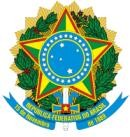 REPÚBLICA FEDERATIVA DO BRASIL
15 de Novembro de 1889